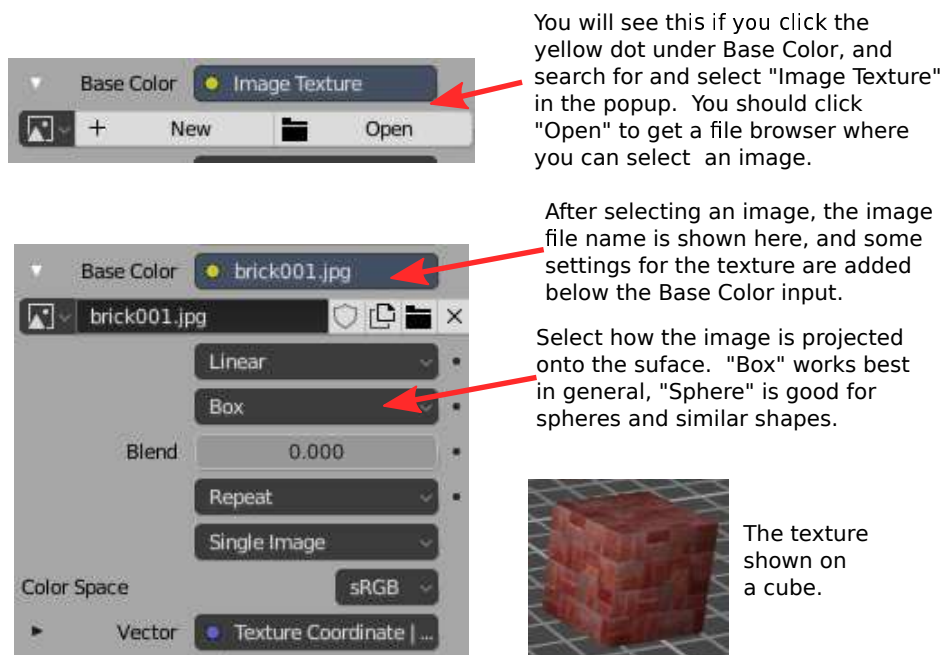 You will see this if you click the
yellow dot under Base Color, and
search for and select "Image Texture"
in the popup. You should click
"Open" to get a file browser where
you can select an image.
Base Color Image Texture
+ New Open
After selecting an image, the image
file name is shown here, and some
settings for the texture are added
below the Base Color input.
Base Color brick001.jpg
brick001.jpg
Linear
Box
Blend 0.000
Repeat
Single Image
Color Space sRGB
Vector Texture Coordinate | ...
Select how the image is projected
onto the suface. "Box" works best
in general, "Sphere" is good for
spheres and similar shapes.
The texture
shown on
a cube.